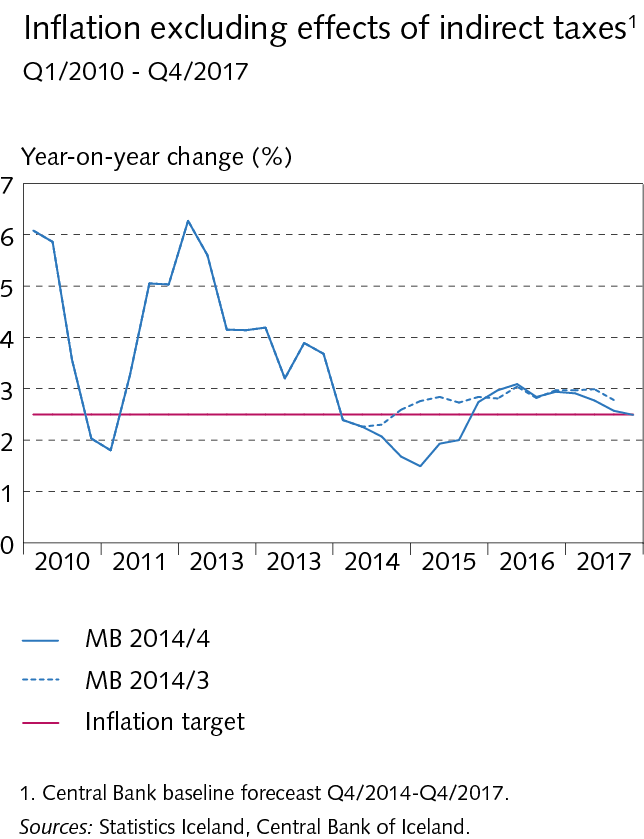 Inflation excluding effects of indirect taxes¹
Q1/2010 - Q4/2017
Year-on-year change (%)
7
6
5
4
3
2
1
0
2010 2011 2013 2013 2014 2015 2016 2017
MB 2014/4
MB 2014/3
Inflation target
1. Central Bank baseline foreceast Q4/2014-Q4/2017.
Sources: Statistics Iceland, Central Bank of Iceland.